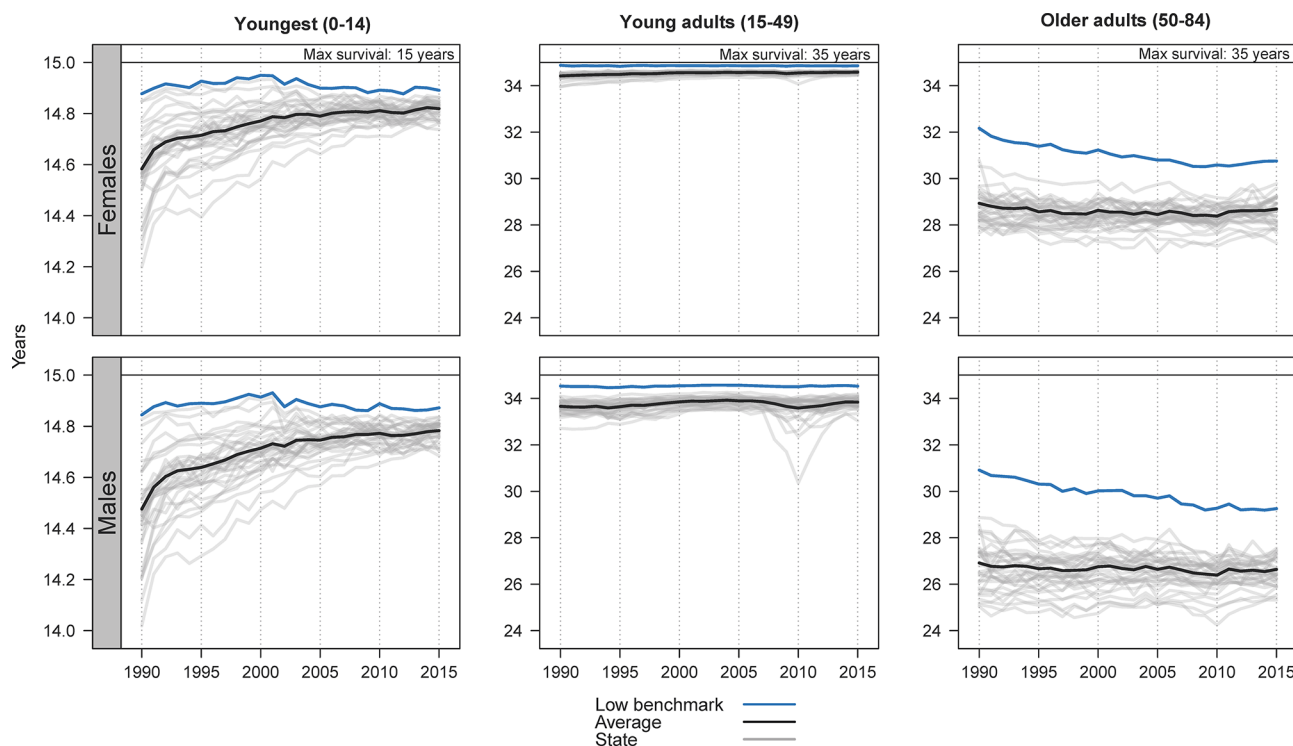 Youngest (0-14)
Young adults (15-49)
Older adults (50-84)
Max survival: 15 years
Max survival: 35 years
Max survival: 35 years
Years
Females
15.0
14.8
14.6
14.4
14.2
14.0
34
32
30
28
26
24
34
32
30
28
26
24
Males
15.0
14.8
14.6
14.4
14.2
14.0
34
32
30
28
26
24
34
32
30
28
26
24
1990 1995 2000 2005 2010 2015
1990 1995 2000 2005 2010 2015
1990 1995 2000 2005 2010 2015
Low benchmark
Average
State